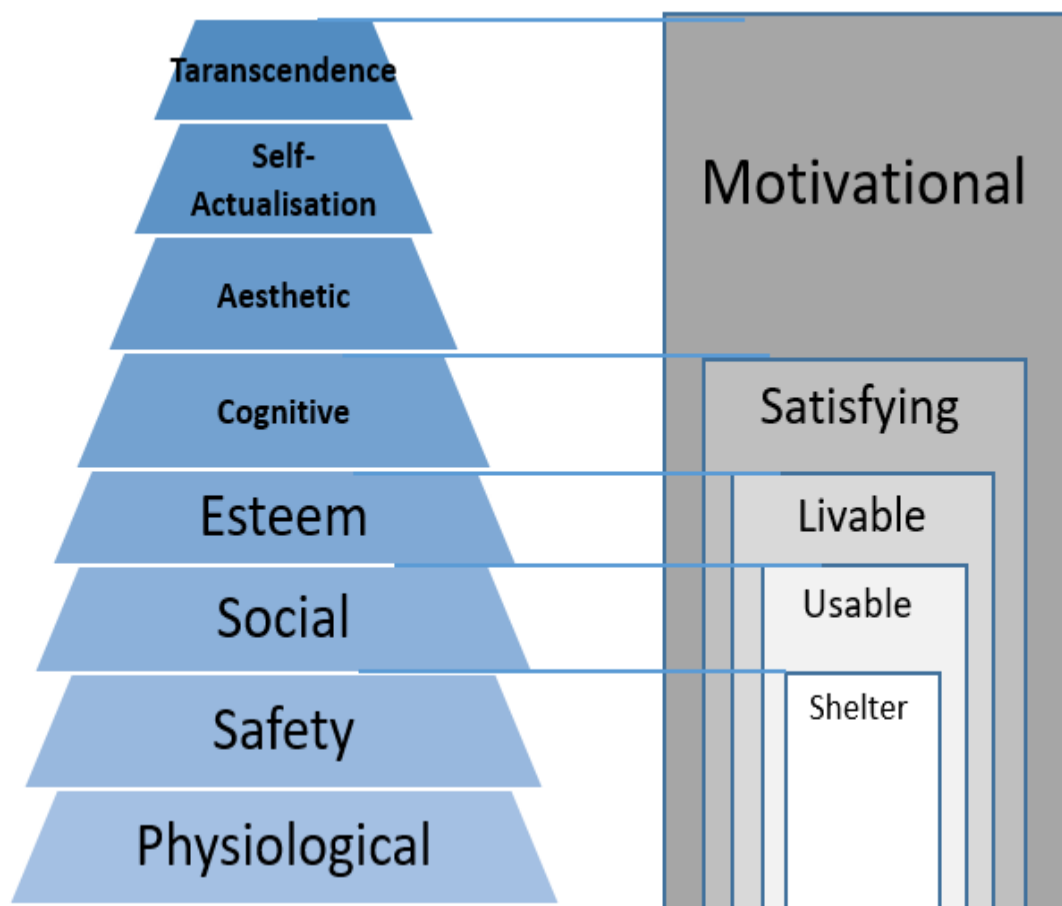 Taranscendence
Self-
Actualisation
Aesthetic
Cognitive
Esteem
Social
Safety
Physiological
Motivational
Satisfying
Livable
Usable
Shelter